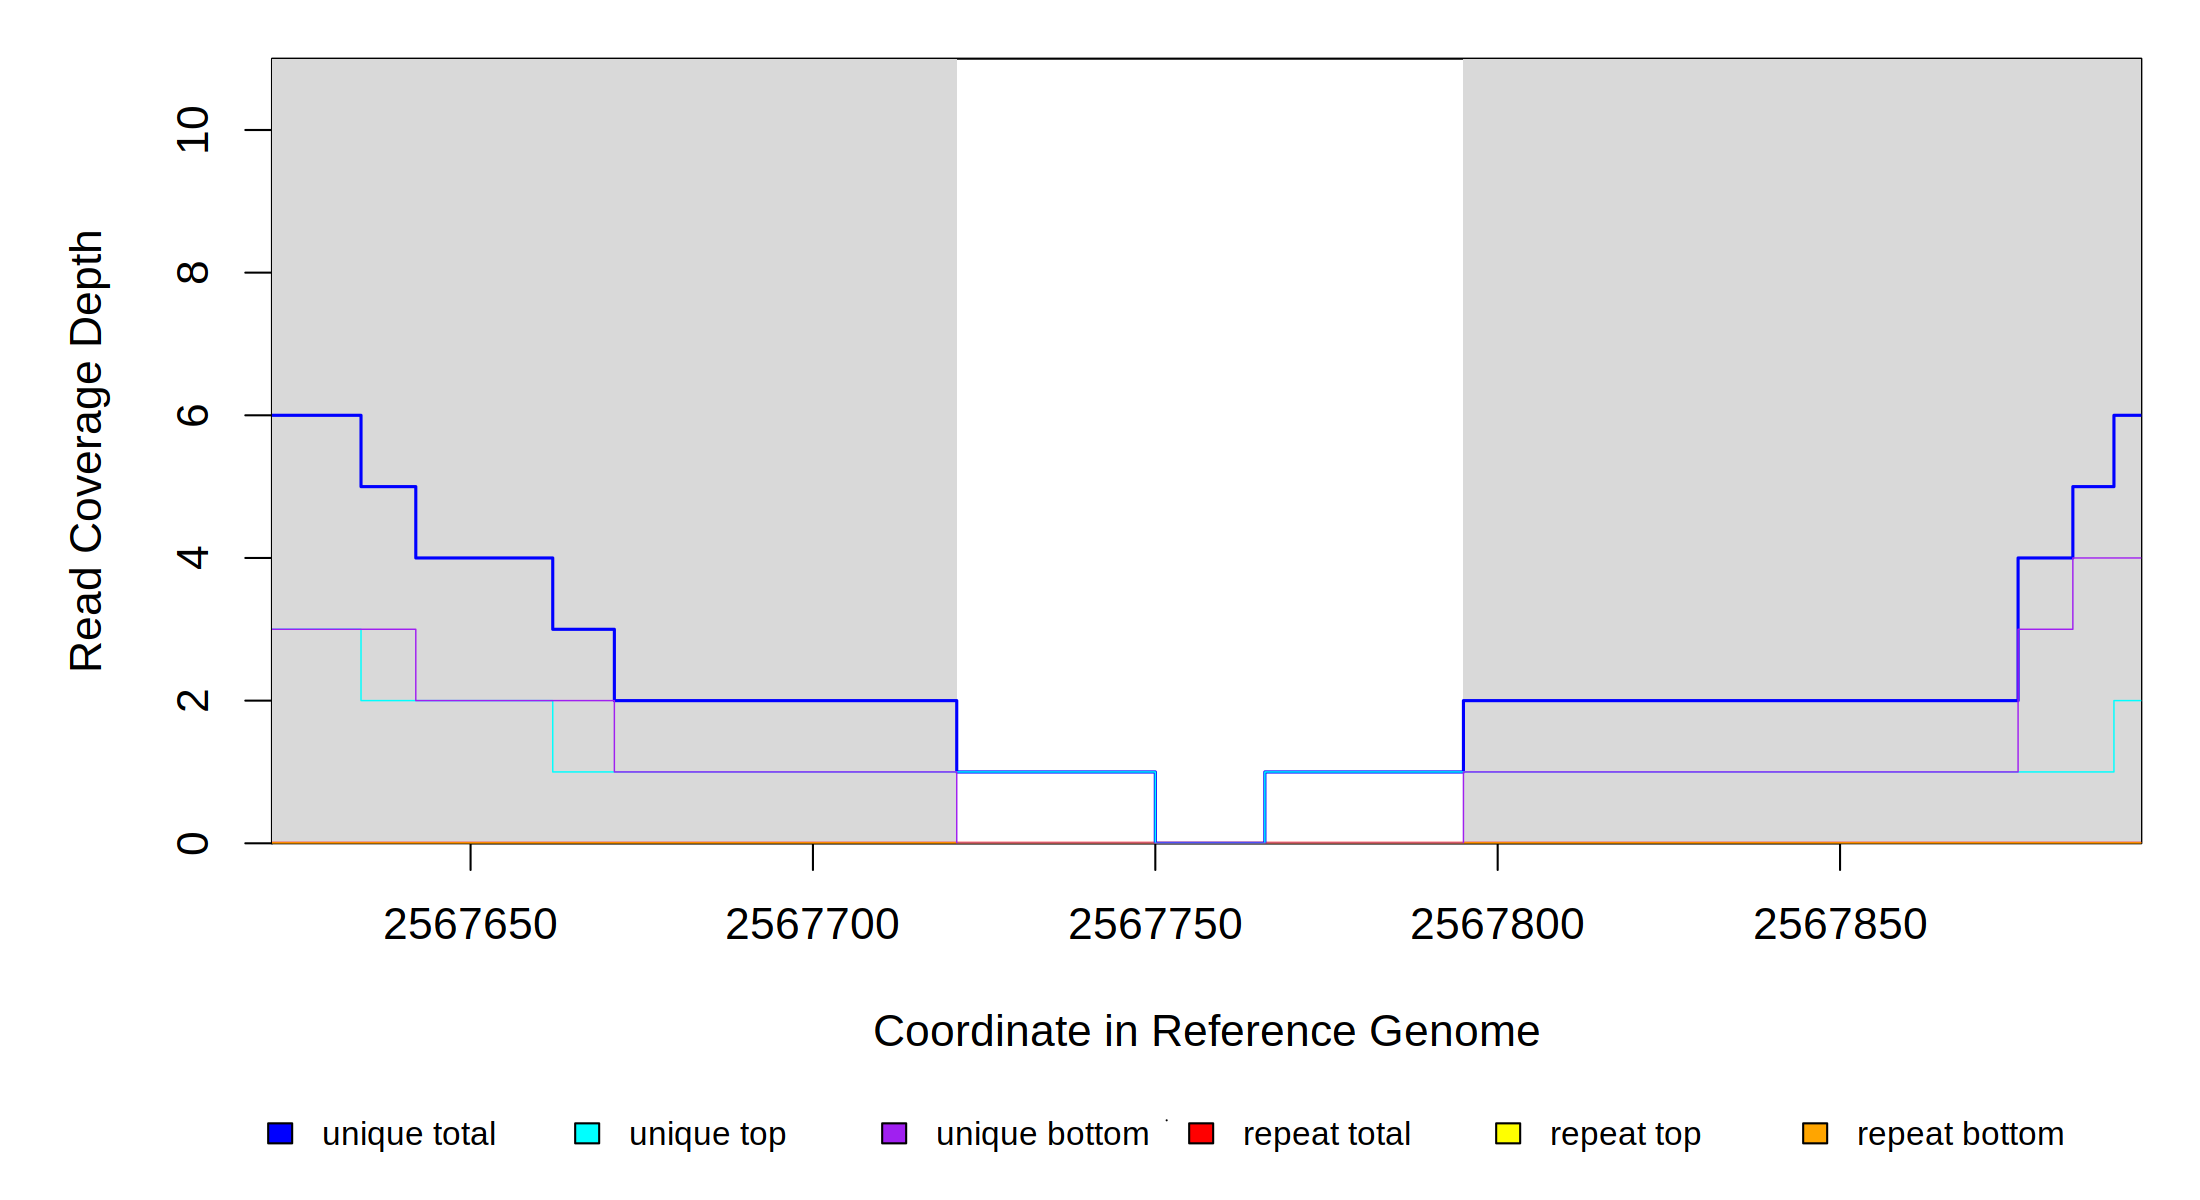 10
8
6
4
2
0
Read Coverage Depth
2567650 2567700 2567750 2567800 2567850
Coordinate in Reference Genome
unique total unique top unique bottom repeat total repeat top repeat bottom